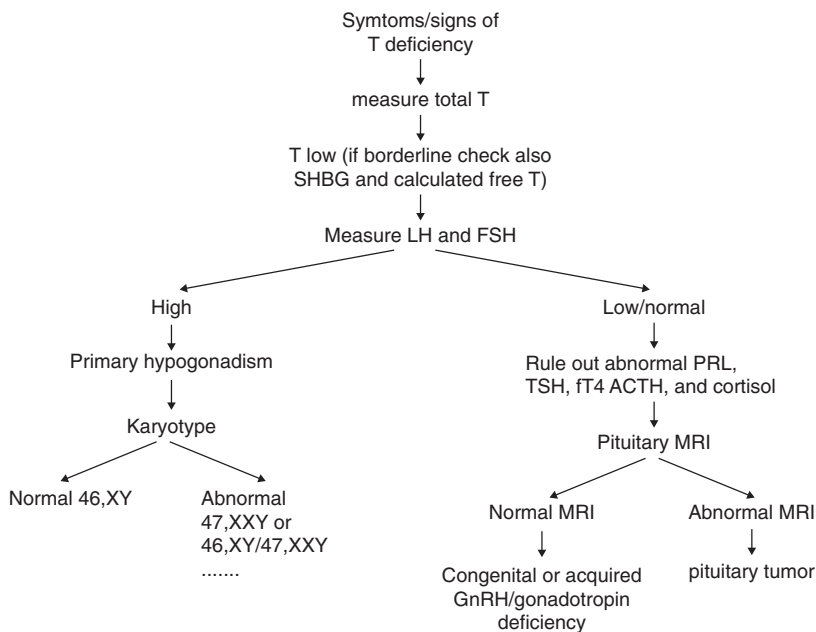 Symtoms/signs of
T deficiency
measure total T
T low (if borderline check also
SHBG and calculated free T)
Measure LH and FSH
High
Low/normal
Primary hypogonadism
Rule out abnormal PRL,
TSH, fT4 ACTH, and cortisol
Karyotype
Pituitary MRI
Normal 46,XY
Abnormal
47,XXY or
46,XY/47,XXY
.......
Normal MRI
Abnormal MRI
Congenital or acquired
GnRH/gonadotropin
deficiency
pituitary tumor